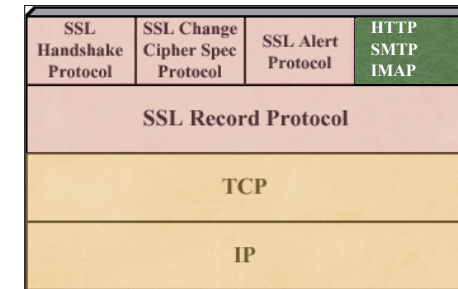 SSL
Handshake
Protocol
SSL Change
Cipher Spec
Protocol
SSL Alert
Protocol
HTTP
SMTP
IMAP
SSL Record Protocol
TCP
IP